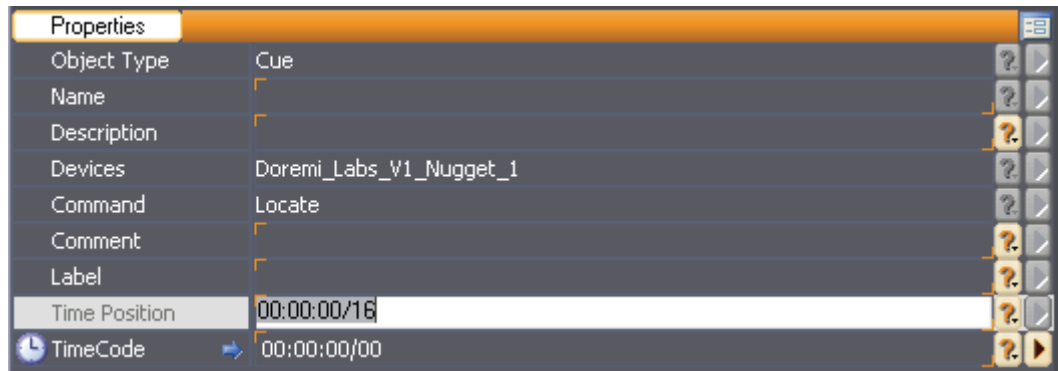 Properties
Object Type Cue
Name
Description
Devices Doremi_Labs_V1_Nugget_1
Command Locate
Comment
Label
Time Position 00:00:00/16
TimeCode 00:00:00/00